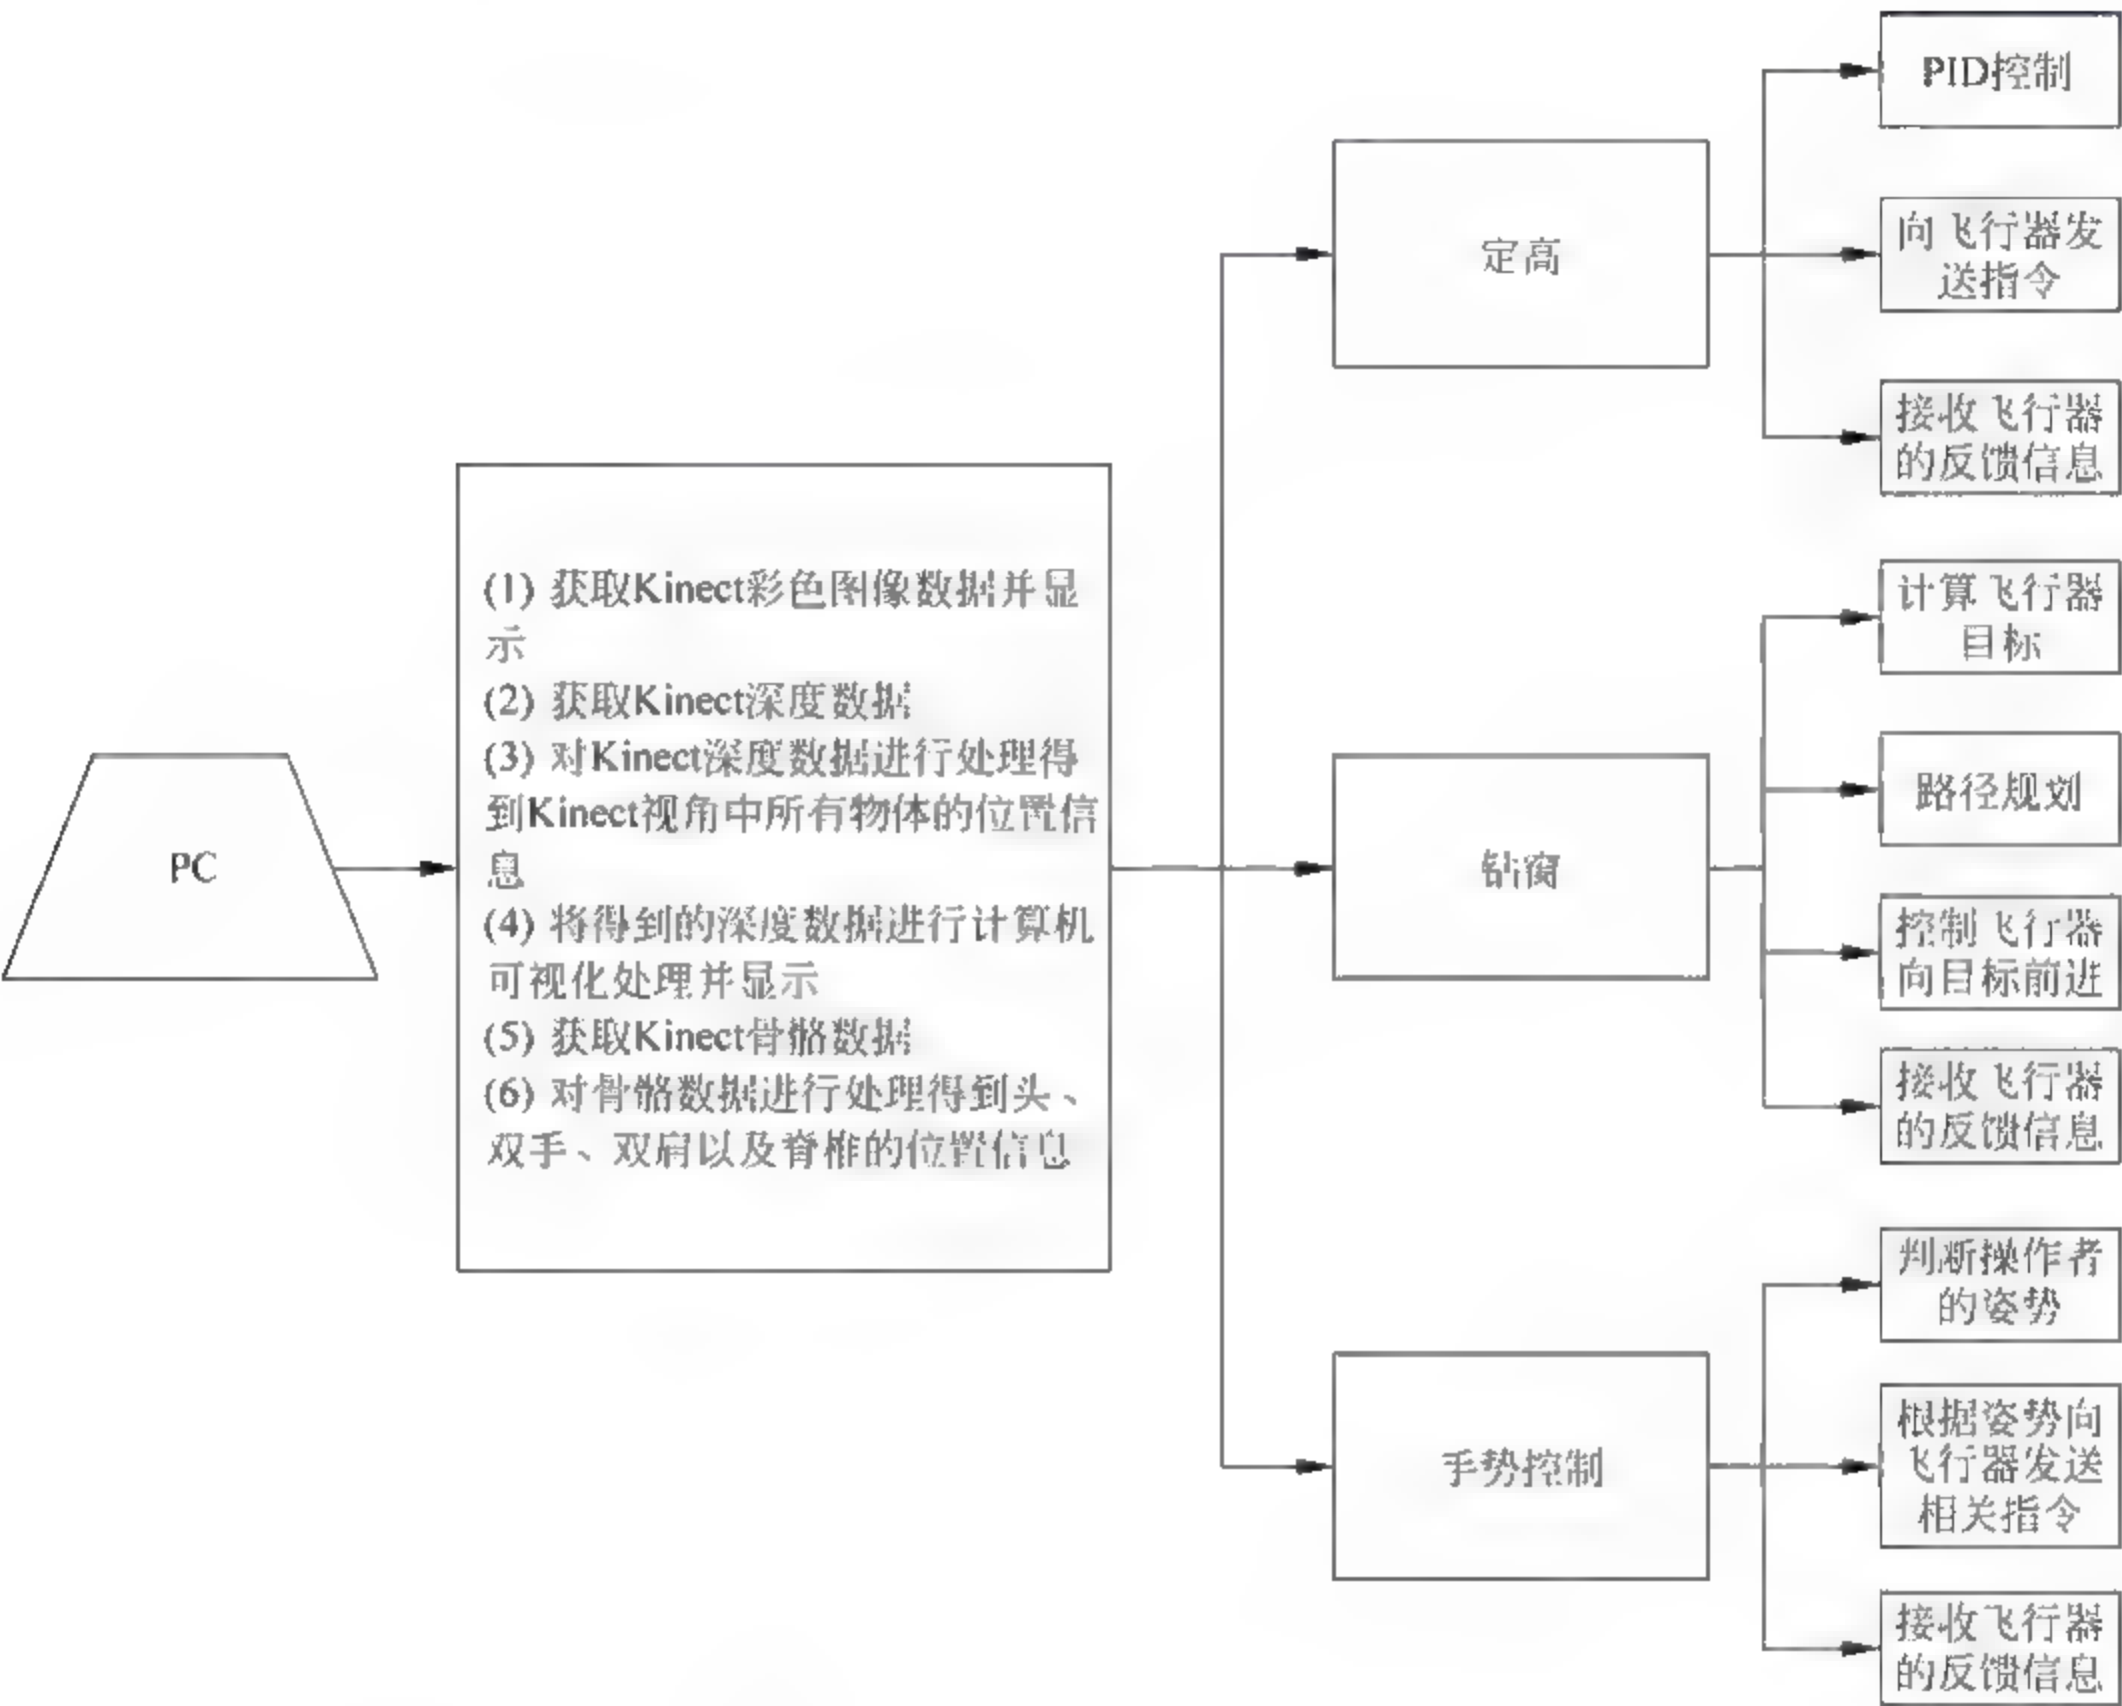 PC
(1) 获取Kinect彩色图像数据并显
示
(2) 获取Kinect深度数据
(3) 对Kinect深度数据进行处理得
到Kinect视角中所有物体的位置信
息
(4) 将得到的深度数据进行计算机
可视化处理并显示
(5) 获取Kinect骨骼数据
(6) 对骨骼数据进行处理得到头、
双手、双肩以及脊椎的位置信息
定高
PID控制
向飞行器发
送指令
接收飞行器
的反馈信息
钻窗
计算飞行器
目标
路径规划
控制飞行器
向目标前进
接收飞行器
的反馈信息
手势控制
判断操作者
的姿势
根据姿势向
飞行器发送
相关指令
接收飞行器
的反馈信息